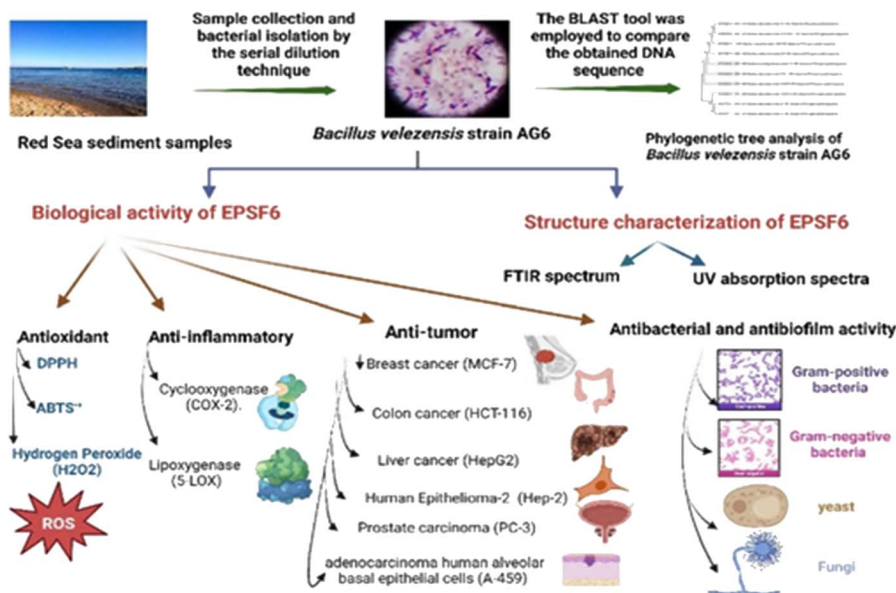 Sample collection and
bacterial isolation by
the serial dilution
technique
The BLAST tool was
employed to compare
the obtained DNA
sequence
Red Sea sediment samples
Bacillus velezensis strain AG6
Phylogenetic tree analysis of
Bacillus velezensis strain AG6
Biological activity of EPSF6
Structure characterization of EPSF6
FTIR spectrum
UV absorption spectra
Antioxidant
DPPH
ABTS
Hydrogen Peroxide
(H2O2)
ROS
Anti-inflammatory
Cyclooxygenase
(COX-2).
Lipoxygenase
(5-LOX)
Anti-tumor
Breast cancer (MCF-7)
Colon cancer (HCT-116)
Liver cancer (HepG2)
Human Epithelioma-2 (Hep-2)
Prostate carcinoma (PC-3)
adenocarcinoma human alveolar
basal epithelial cells (A-459)
Antibacterial and antibiofilm activity
Gram-positive
bacteria
Gram-negative
bacteria
yeast
Fungi